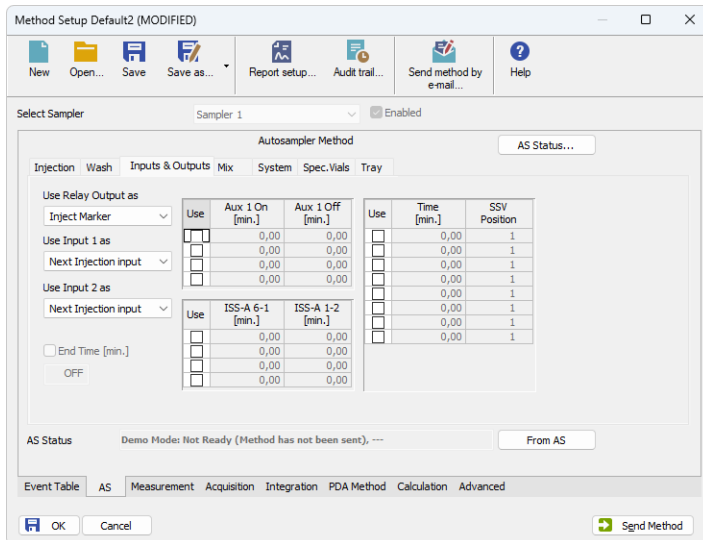 Method Setup Default2 (MODIFIED)
New Open... Save Save as... Report setup... Audit trail... Send method by e-mail... Help
Select Sampler Sampler 1 Enabled
Autosampler Method AS Status...
Injection Wash Inputs & Outputs Mix System Spec.Vials Tray
Use Relay Output as
Inject Marker
Use Input 1 as
Next Injection input
Use Input 2 as
Next Injection input
End Time [min.]
OFF
Use Aux 1 On [min.] Aux 1 Off [min.]
0,00 0,00
0,00 0,00
0,00 0,00
0,00 0,00
Use ISS-A 6-1 [min.] ISS-A 1-2 [min.]
0,00 0,00
0,00 0,00
0,00 0,00
0,00 0,00
Use Time [min.] SSV Position
0,00 1
0,00 1
0,00 1
0,00 1
0,00 1
0,00 1
0,00 1
0,00 1
AS Status Demo Mode: Not Ready (Method has not been sent), --- From AS
Event Table AS Measurement Acquisition Integration PDA Method Calculation Advanced
OK Cancel Send Method